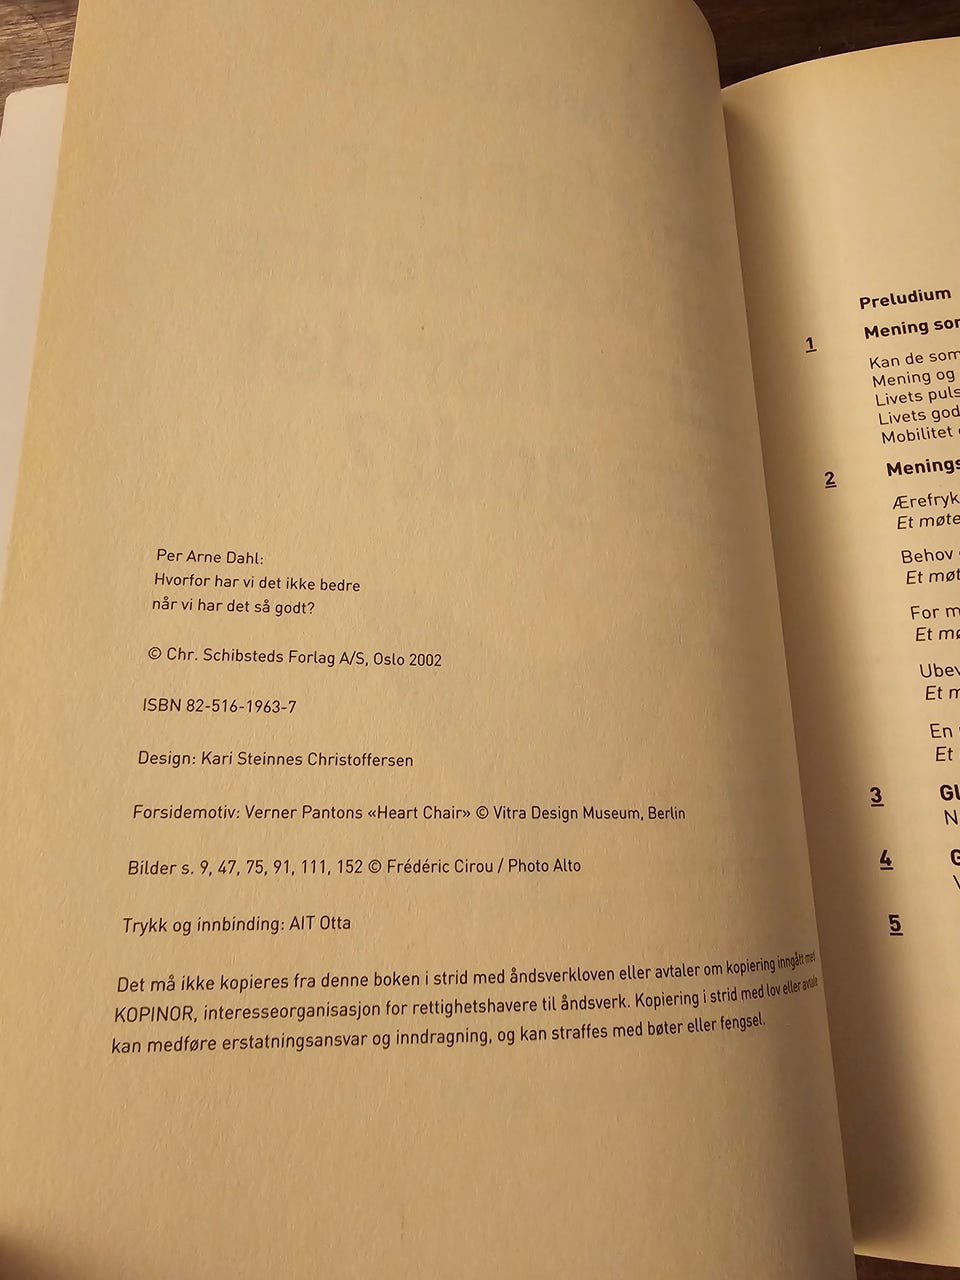 Per Arne Dahl:
Hvorfor har vi det ikke bedre
når vi har det så godt?
© Chr. Schibsteds Forlag A/S, Oslo 2002
ISBN 82-516-1963-7
Design: Kari Steinnes Christoffersen
Forsidemotiv: Verner Pantons «Heart Chair» © Vitra Design Museum, Berlin
Bilder s. 9, 47, 75, 91, 111, 152 © Frédéric Cirou / Photo Alto
Trykk og innbinding: AIT Otta
Det må ikke kopieres fra denne boken i strid med åndsverkloven eller avtaler om kopiering inngått med
KOPINOR, interesseorganisasjon for rettighetshavere til åndsverk. Kopiering i strid med lov eller avtale
kan medføre erstatningsansvar og inndragning, og kan straffes med bøter eller fengsel.
Preludium
1 Mening som
Kan de som
Mening og
Livets puls
Livets god
Mobilitet
2 Menings
Ærefryk
Et møte
Behov
Et møt
For m
Et mø
Ubev
Et m
En
Et
3
4
5